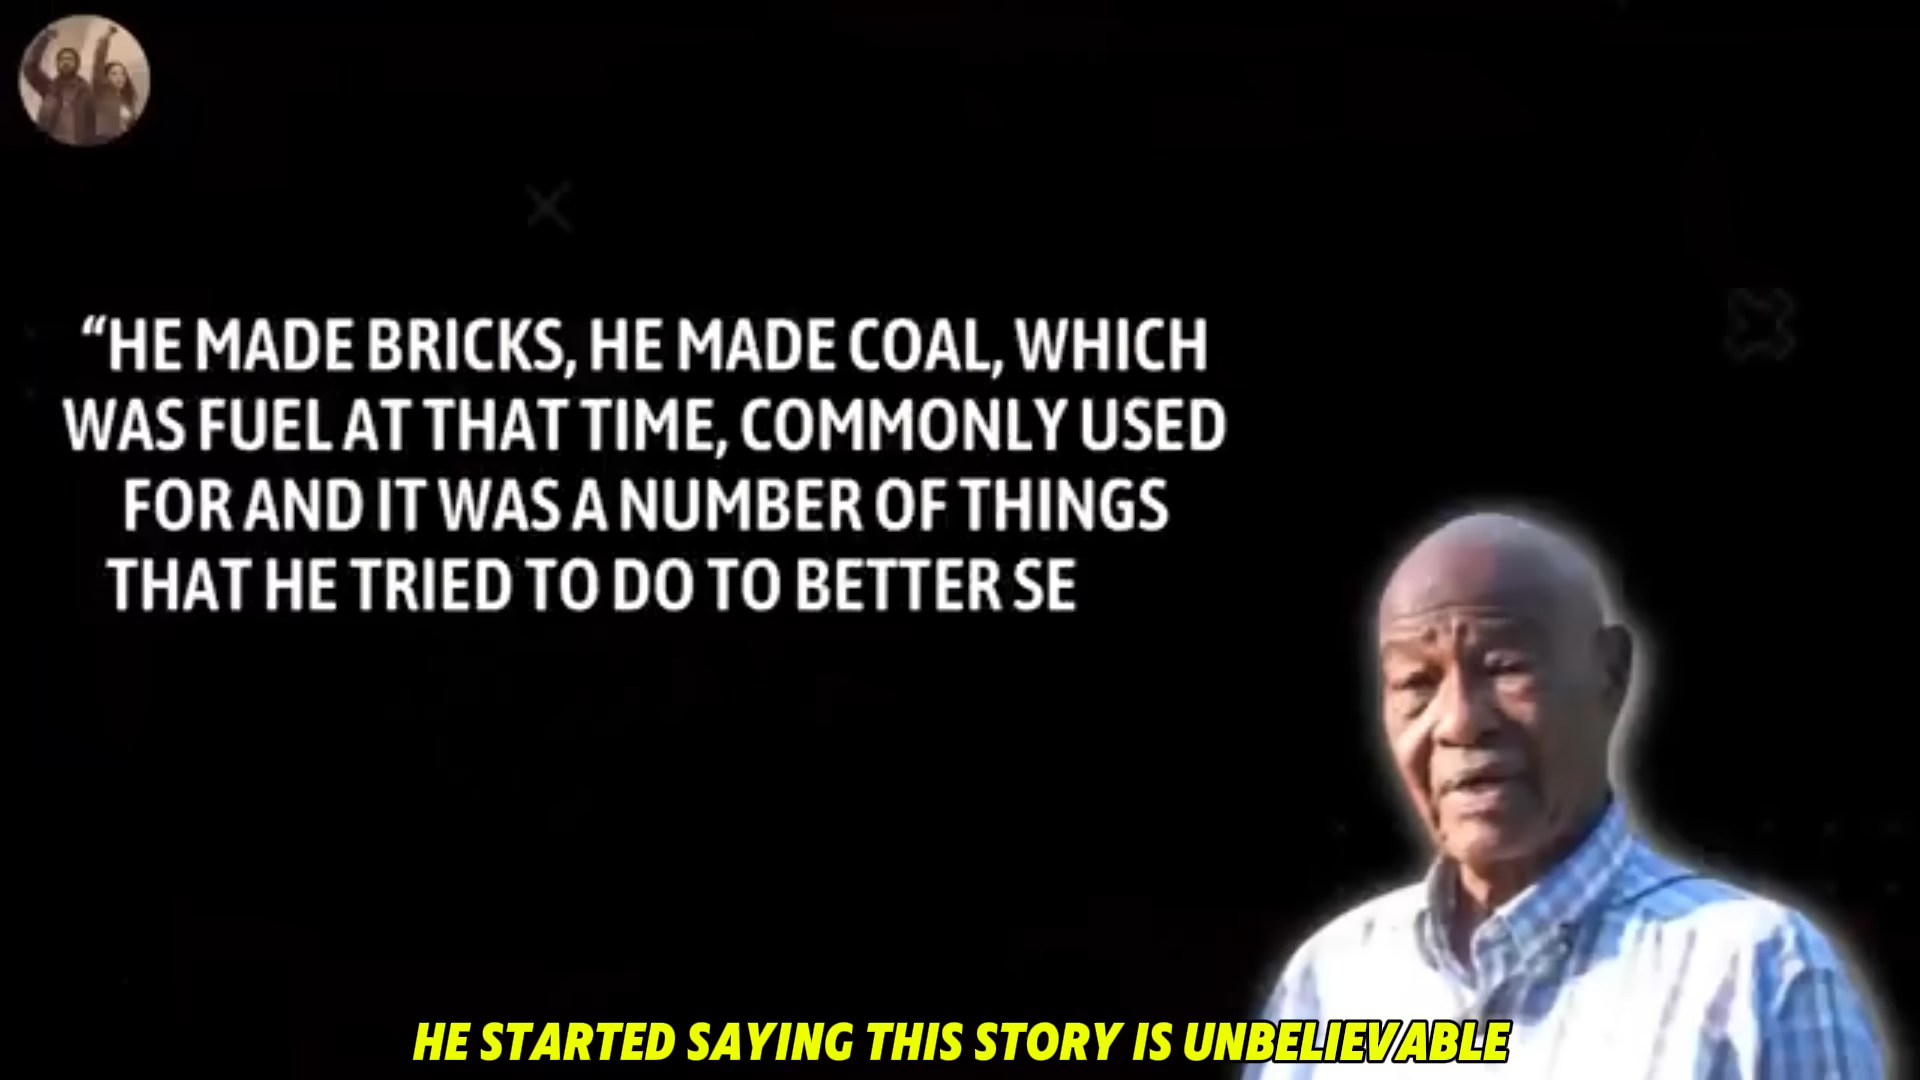 “HE MADE BRICKS, HE MADE COAL, WHICH
WAS FUEL AT THAT TIME, COMMONLY USED
FOR AND IT WAS A NUMBER OF THINGS
THAT HE TRIED TO DO TO BETTER SE
HE STARTED SAYING THIS STORY IS UNBELIEVABLE